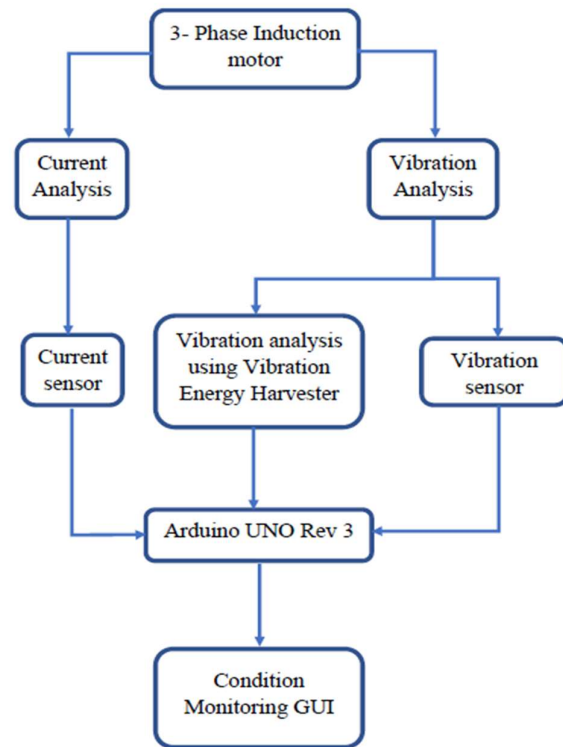 3- Phase Induction
motor
Current
Analysis
Vibration
Analysis
Current
sensor
Vibration analysis
using Vibration
Energy Harvester
Vibration
sensor
Arduino UNO Rev 3
Condition
Monitoring GUI